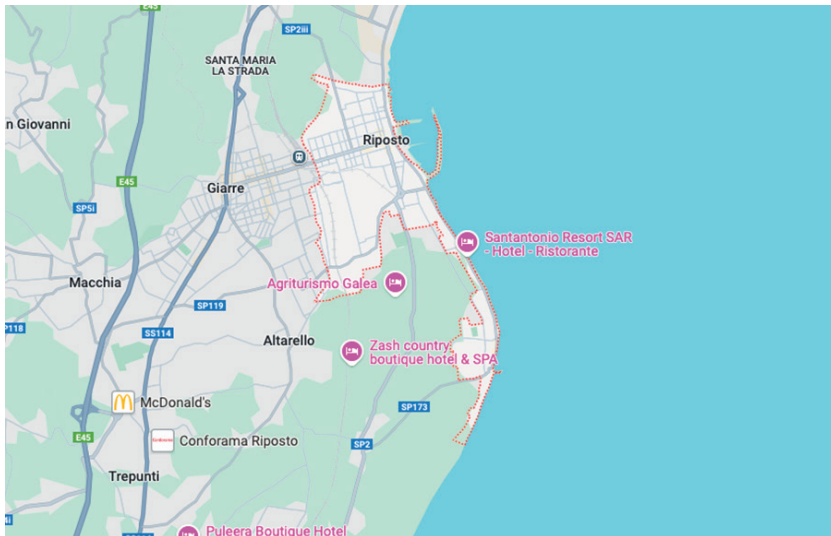 E45
SP2iii
SANTA MARIA
LA STRADA
n Giovanni
Riposto
E45
Giarre
SP5i
Santantonio Resort SAR
- Hotel - Ristorante
Macchia
Agriturismo Galea
SP119
P118
SS114
Altarello
Zash country
boutique hotel & SPA
McDonald's
SP173
E45
Conforama Riposto
SP2
Trepunti
4i
Puleera Boutique Hotel